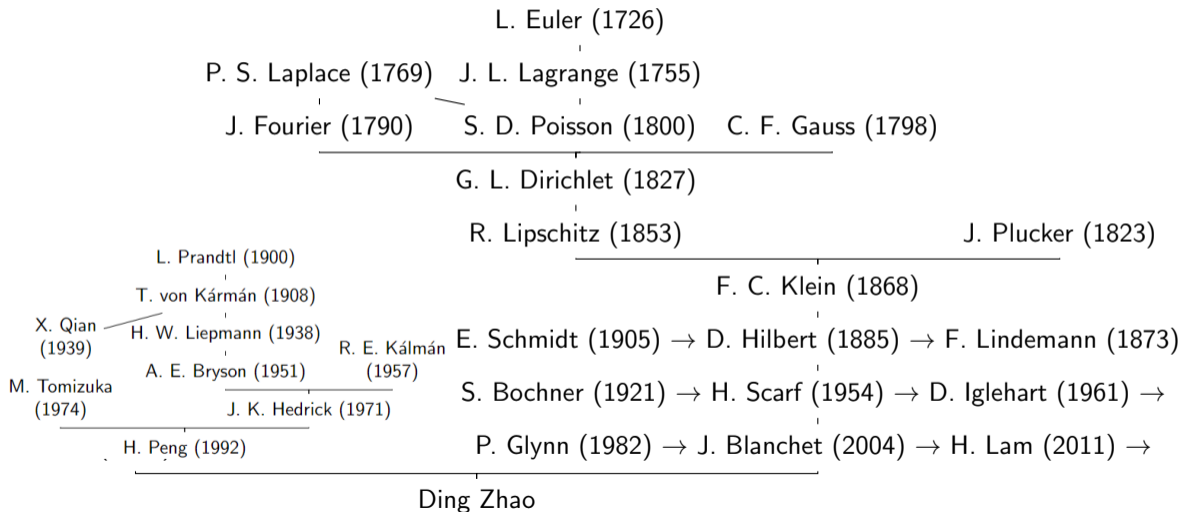 L. Euler (1726)
P. S. Laplace (1769) J. L. Lagrange (1755)
J. Fourier (1790) S. D. Poisson (1800) C. F. Gauss (1798)
G. L. Dirichlet (1827)
R. Lipschitz (1853) J. Plucker (1823)
L. Prandtl (1900)
F. C. Klein (1868)
T. von Kármán (1908)
X. Qian
(1939)
H. W. Liepmann (1938)
R. E. Kálmán
(1957)
E. Schmidt (1905) → D. Hilbert (1885) → F. Lindemann (1873)
A. E. Bryson (1951)
M. Tomizuka
(1974)
J. K. Hedrick (1971)
S. Bochner (1921) → H. Scarf (1954) → D. Iglehart (1961) →
H. Peng (1992)
P. Glynn (1982) → J. Blanchet (2004) → H. Lam (2011) →
Ding Zhao